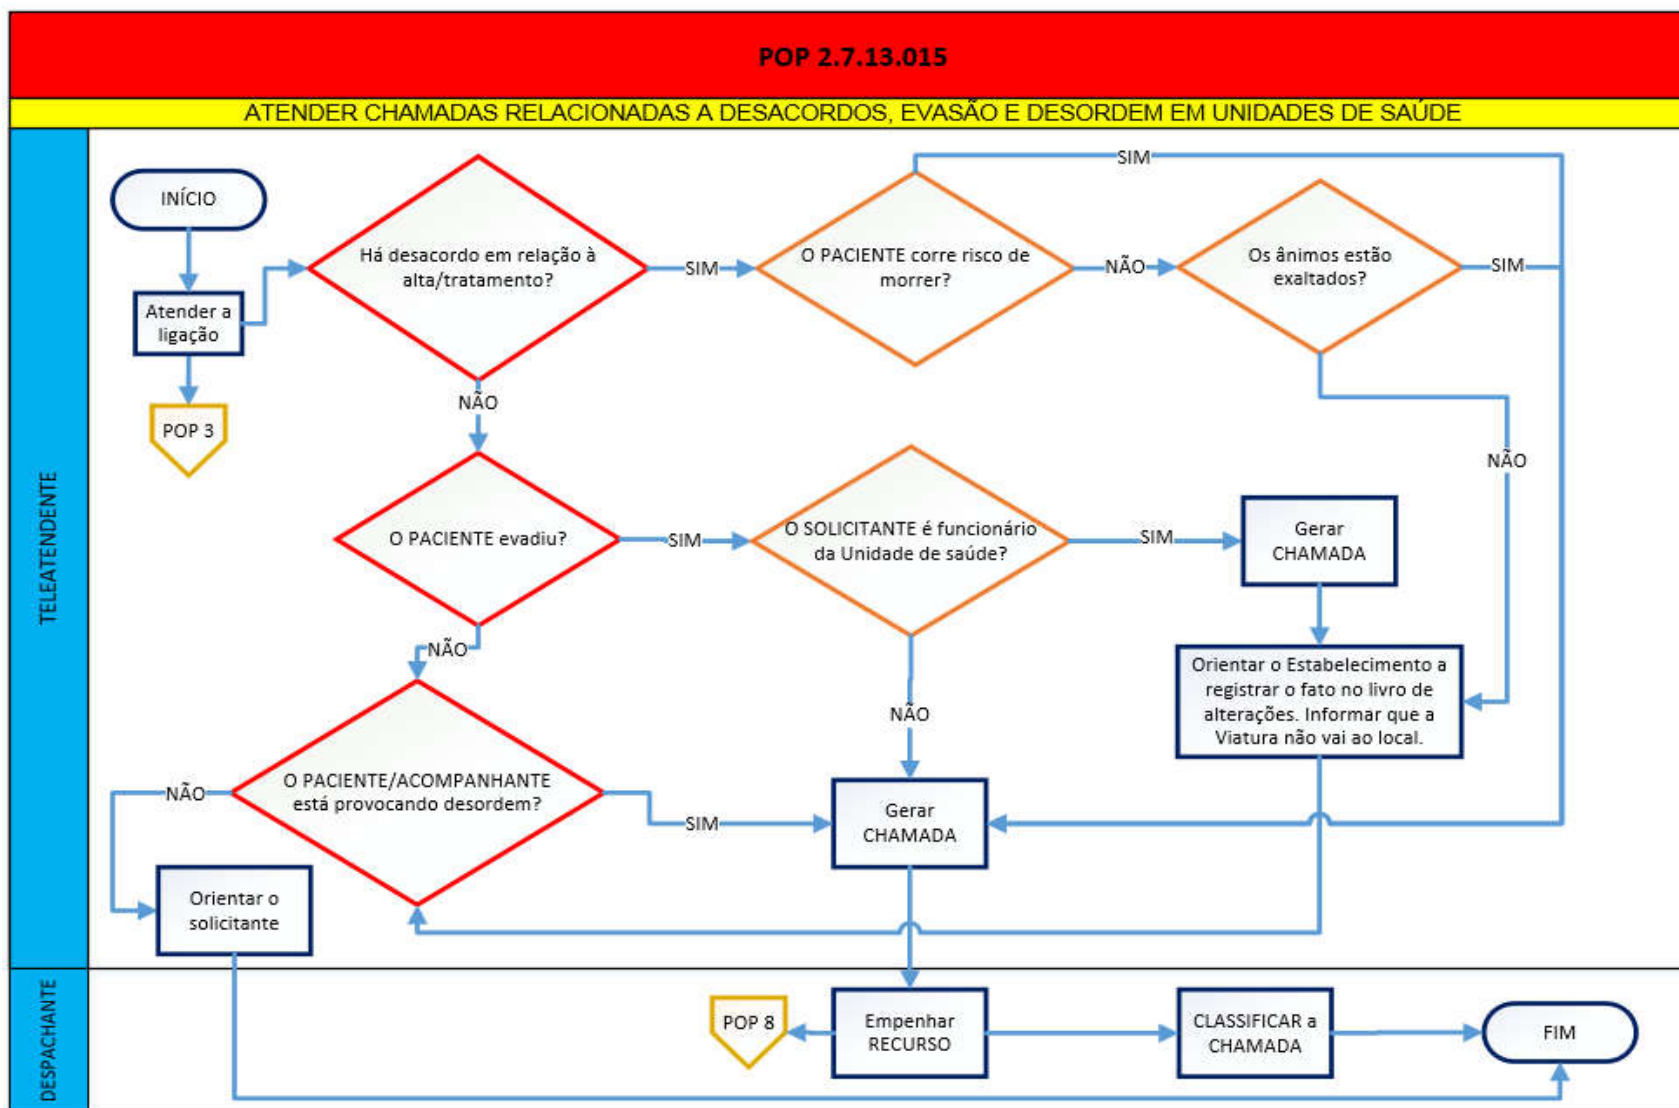 POP 2.7.13.015
ATENDER CHAMADAS RELACIONADAS A DESACORDOS, EVASÃO E DESORDEM EM UNIDADES DE SAÚDE
TELEATENDENTE
INÍCIO
Atender a
ligação
POP 3
Há desacordo em relação à
alta/tratamento?
SIM
O PACIENTE corre risco de
morrer?
SIM
NÃO
Os ânimos estão
exaltados?
SIM
NÃO
NÃO
O PACIENTE evadiu?
SIM
O SOLICITANTE é funcionário
da Unidade de saúde?
SIM
Gerar
CHAMADA
NÃO
NÃO
Orientar o Estabelecimento a
registrar o fato no livro de
alterações. Informar que a
Viatura não vai ao local.
O PACIENTE/ACOMPANHANTE
está provocando desordem?
NÃO
SIM
Gerar
CHAMADA
Orientar o
solicitante
DESPACHANTE
POP 8
Empenhar
RECURSO
CLASSIFICAR a
CHAMADA
FIM